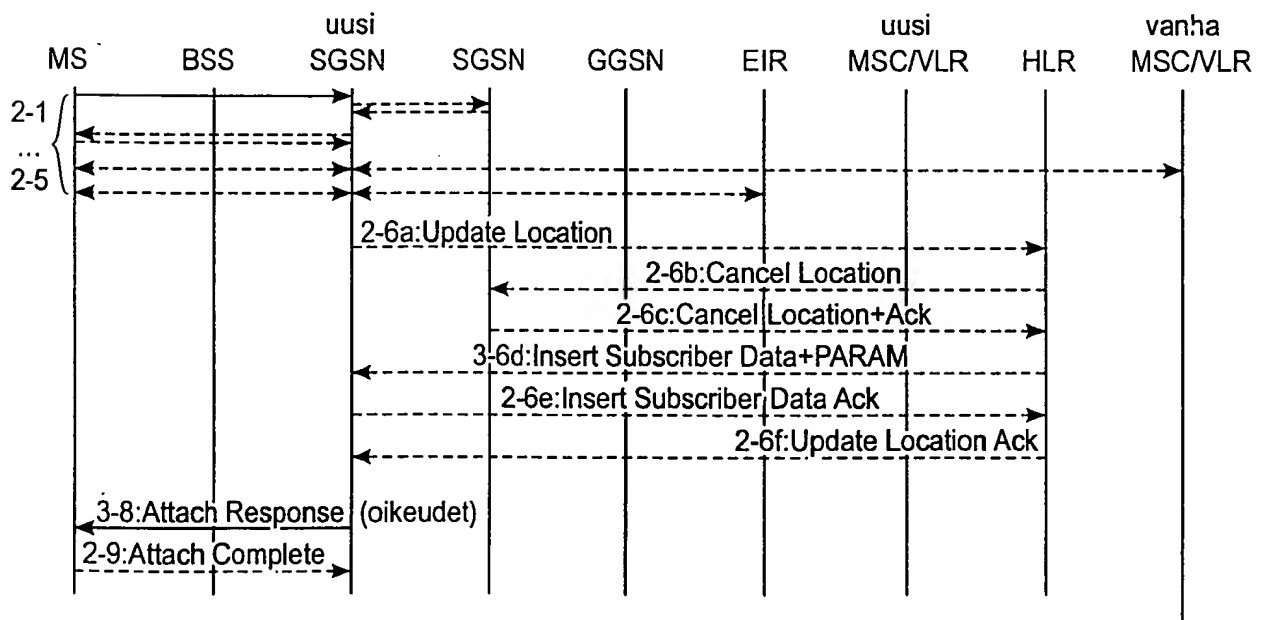 uusi uusi vanha
MS BSS SGSN SGSN GGSN EIR MSC/VLR HLR MSC/VLR
2-1
...
2-5
2-6a:Update Location
2-6b:Cancel Location
2-6c:Cancel Location+Ack
3-6d:Insert Subscriber Data+PARAM
2-6e:Insert Subscriber Data Ack
2-6f:Update Location Ack
3-8:Attach Response (oikeudet)
2-9:Attach Complete